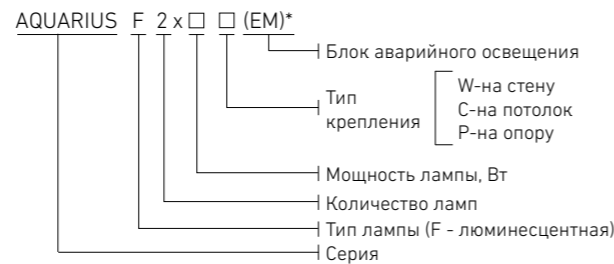 AQUARIUS F 2 x □ □ (EM)*
Блок аварийного освещения
Тип
крепления
W-на стену
С-на потолок
Р-на опору
Мощность лампы, Вт
Количество ламп
Тип лампы (F - люминесцентная)
Серия